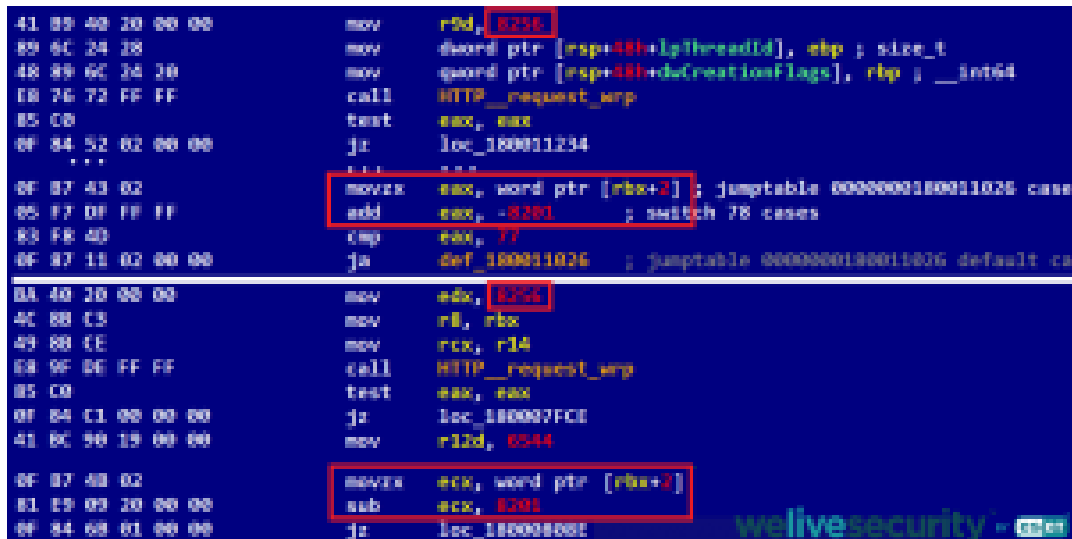 41 B9 40 20 00 00 mov r9d, 8256
89 6C 24 28 mov dword ptr [rsp+48h+lpThreadId], ebp ; size_t
48 89 6C 24 20 mov qword ptr [rsp+48h+dwCreationFlags], rbp ; __int64
E8 76 72 FF FF call HTTP__request_wrp
85 C0 test eax, eax
0F 84 52 02 00 00 jz loc_180011234
... ...
0F B7 43 02 movzx eax, word ptr [rbx+2] ; jumptable 0000000180011026 case
05 F7 DF FF FF add eax, -8201 ; switch 78 cases
83 F8 4D cmp eax, 77
0F 87 11 02 00 00 ja def_180011026 ; jumptable 0000000180011026 default ca
BA 40 20 00 00 mov edx, 8256
4C 8B C3 mov r8, rbx
49 8B CE mov rcx, r14
E8 9F DE FF FF call HTTP__request_wrp
85 C0 test eax, eax
0F 84 C1 00 00 00 jz loc_180007FCE
41 BC 90 19 00 00 mov r12d, 6544
0F B7 4B 02 movzx ecx, word ptr [rbx+2]
81 E9 09 20 00 00 sub ecx, 8201
0F 84 6B 01 00 00 jz loc_18000808E
welivesecurity BY eset